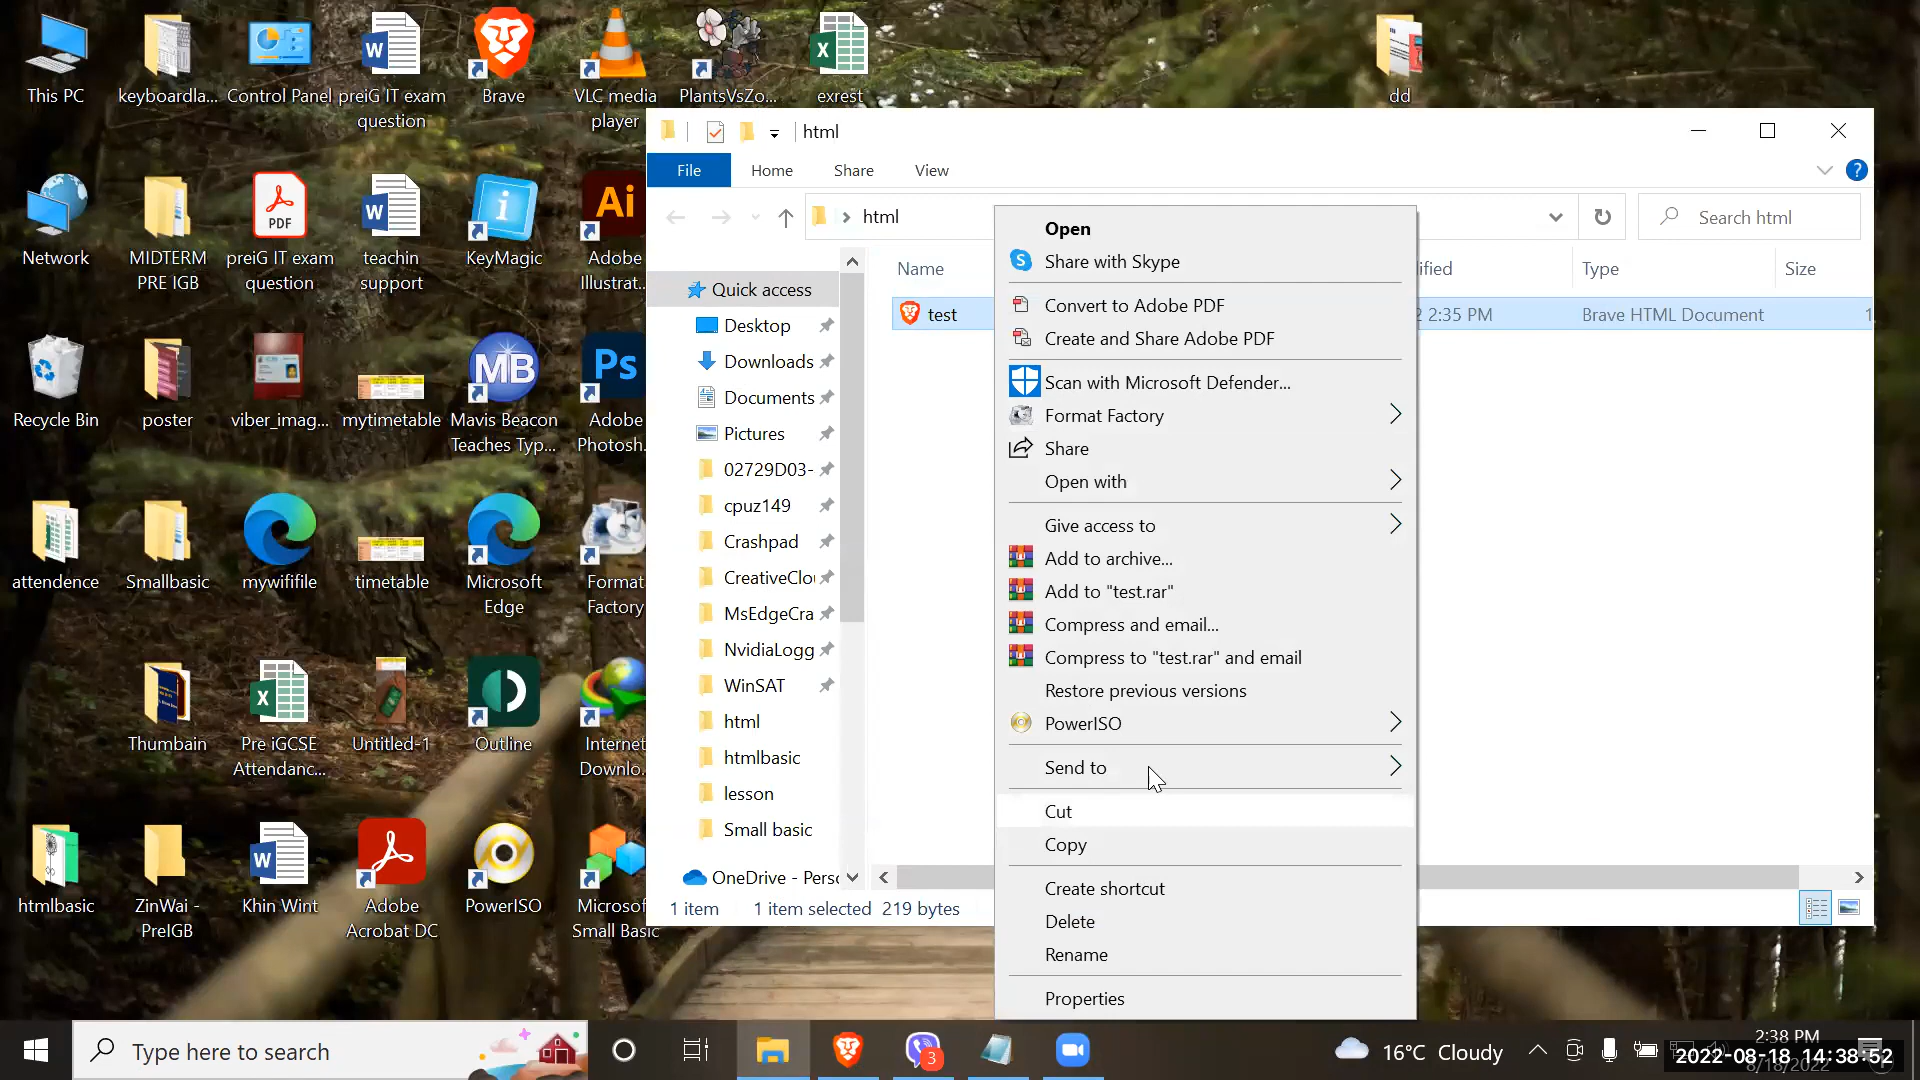 This PC
keyboardla...
Control Panel
preiG IT exam
question
Brave
VLC media
player
PlantsVsZo...
exrest
dd
Network
MIDTERM
PRE IGB
preiG IT exam
question
teachin
support
KeyMagic
Adobe
Illustrat...
Recycle Bin
poster
viber_imag...
mytimetable
Mavis Beacon
Teaches Typ...
Adobe
Photosh...
attendence
Smallbasic
mywififile
timetable
Microsoft
Edge
Format
Factory
Thumbain
Pre iGCSE
Attendanc...
Untitled-1
Outline
Internet
Downlo...
htmlbasic
ZinWai -
PreIGB
Khin Wint
Adobe
Acrobat DC
PowerISO
Microsof
Small Basic
html
File
Home
Share
View
html
Search html
Name
ified
Type
Size
test
2 2:35 PM
Brave HTML Document
1
Quick access
Desktop
Downloads
Documents
Pictures
02729D03-
cpuz149
Crashpad
CreativeClo
MsEdgeCra
NvidiaLogg
WinSAT
html
htmlbasic
lesson
Small basic
OneDrive - Perso
1 item
1 item selected
219 bytes
Open
Share with Skype
Convert to Adobe PDF
Create and Share Adobe PDF
Scan with Microsoft Defender...
Format Factory
Share
Open with
Give access to
Add to archive...
Add to "test.rar"
Compress and email...
Compress to "test.rar" and email
Restore previous versions
PowerISO
Send to
Cut
Copy
Create shortcut
Delete
Rename
Properties
Type here to search
3
16°C Cloudy
2:38 PM
8/18/2022
2022-08-18 14:38:52